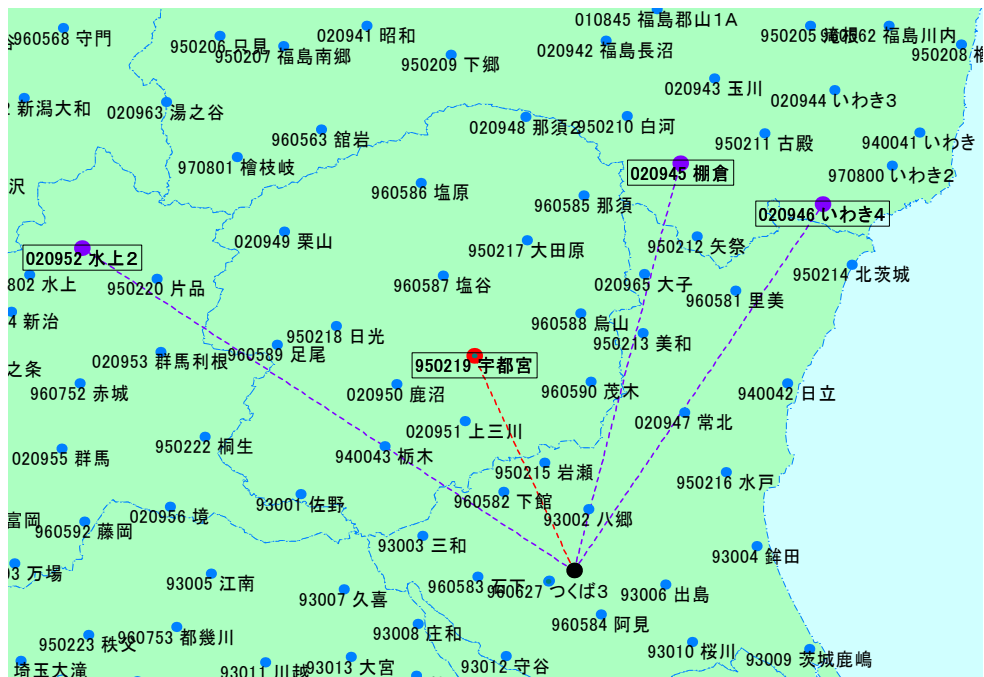 010845 福島郡山1A
960568 守門
020941 昭和
950206 只見
950207 福島南郷
950209 下郷
020942 福島長沼
950205 滝根
福島川内
950208
020943 玉川
020944 いわき3
新潟大和
020963 湯之谷
960563 舘岩
020948 那須2
950210 白河
950211 古殿
940041 いわき
970801 檜枝岐
970800 いわき2
沢
960586 塩原
960585 那須
020945 棚倉
020946 いわき4
020949 栗山
950217 大田原
950212 矢祭
020952 水上2
802 水上
950220 片品
960587 塩谷
020965 大子
960581 里美
950214 北茨城
4 新治
950218 日光
960588 烏山
950213 美和
之条
020953 群馬利根
960589 足尾
950219 宇都宮
960752 赤城
020950 鹿沼
960590 茂木
940042 日立
020951 上三川
020947 常北
020955 群馬
950222 桐生
940043 栃木
950215 岩瀬
950216 水戸
93001 佐野
960582 下館
93002 八郷
富岡
960592 藤岡
020956 境
93003 三和
93004 鉾田
03 万場
93005 江南
93007 久喜
960583 石下
960627 つくば3
93006 出島
960584 阿見
950223 秩父
960753 都幾川
93008 庄和
93010 桜川
93009 茨城鹿嶋
埼玉大滝
93011 川越
93013 大宮
93012 守谷